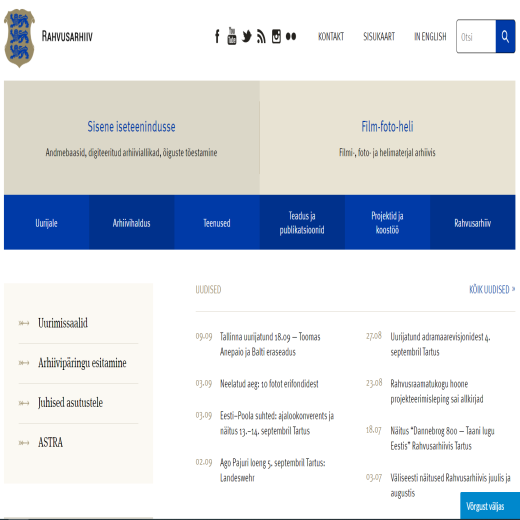 RAHVUSARHIIV
You Tube
KONTAKT
SISUKAART
IN ENGLISH
Otsi
Sisene iseteenindusse
Andmebaasid, digiteeritud arhiiviallikad, õiguste tõestamine
Film-foto-heli
Filmi-, foto- ja helimaterjal arhiivis
Uurijale
Arhiivihaldus
Teenused
Teadus ja
publikatsioonid
Projektid ja
koostöö
Rahvusarhiiv
Uurimissaalid
Arhiivipäringu esitamine
Juhised asutustele
ASTRA
UUDISED
KÕIK UUDISED »
09.09 Tallinna uurijatund 18.09 – Toomas
Anepaio ja Balti eraseadus
03.09 Neelatud aeg: 10 fotot erifondidest
03.09 Eesti–Poola suhted: ajalookonverents ja
näitus 13.–14. septembril Tartus
02.09 Ago Pajuri loeng 5. septembril Tartus:
Landeswehr
27.08 Uurijatund adramaarevisjonidest 4.
septembril Tartus
23.08 Rahvusraamatukogu hoone
projekteerimisleping sai allkirjad
18.07 Näitus “Dannebrog 800 – Taani lugu
Eestis” Rahvusarhiivis Tartus
03.07 Väliseesti näitused Rahvusarhiivis juulis ja
augustis
Võrgust väljas